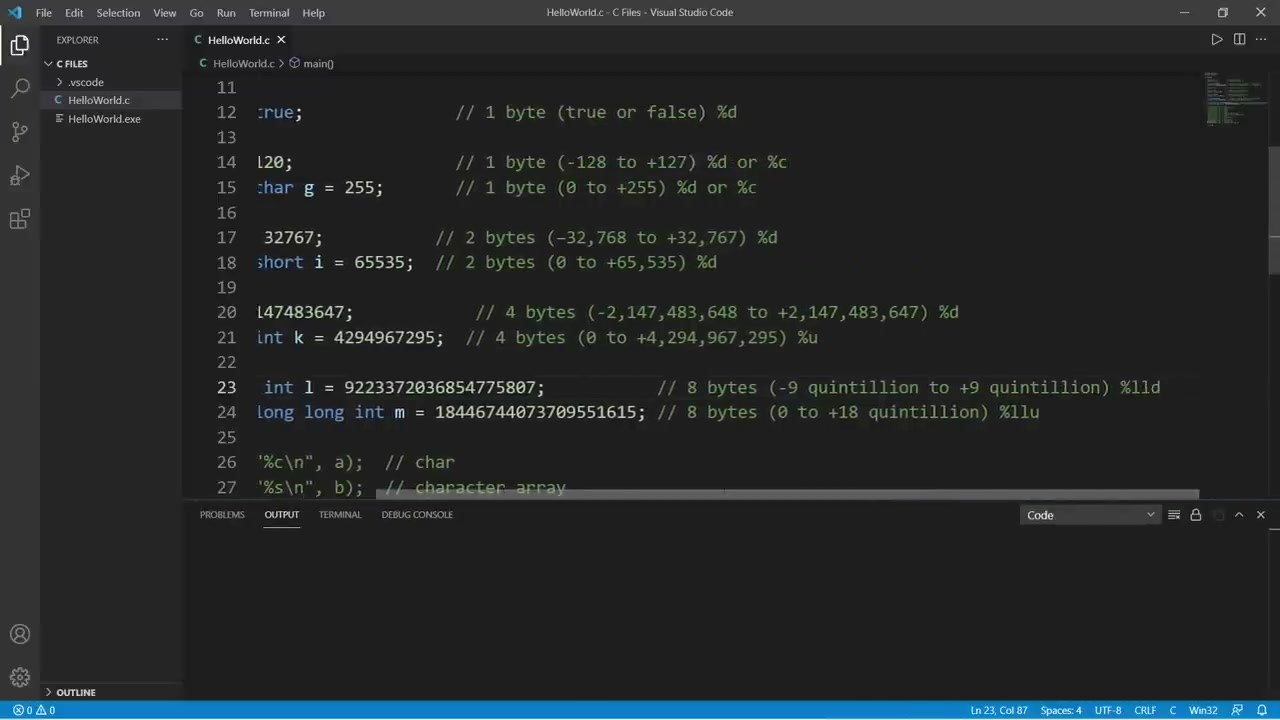 File Edit Selection View Go Run Terminal Help HelloWorld.c - C Files - Visual Studio Code
EXPLORER ··· C HelloWorld.c
C FILES C HelloWorld.c > main()
> .vscode
C HelloWorld.c
HelloWorld.exe
11
12 true; // 1 byte (true or false) %d
13
14 120; // 1 byte (-128 to +127) %d or %c
15 char g = 255; // 1 byte (0 to +255) %d or %c
16
17 32767; // 2 bytes (−32,768 to +32,767) %d
18 short i = 65535; // 2 bytes (0 to +65,535) %d
19
20 147483647; // 4 bytes (-2,147,483,648 to +2,147,483,647) %d
21 int k = 4294967295; // 4 bytes (0 to +4,294,967,295) %u
22
23 int l = 9223372036854775807; // 8 bytes (-9 quintillion to +9 quintillion) %lld
24 long long int m = 18446744073709551615; // 8 bytes (0 to +18 quintillion) %llu
25
26 "%c\n", a); // char
27 "%s\n", b); // character array
PROBLEMS OUTPUT TERMINAL DEBUG CONSOLE Code
> OUTLINE
0 0 Ln 23, Col 87 Spaces: 4 UTF-8 CRLF C Win32